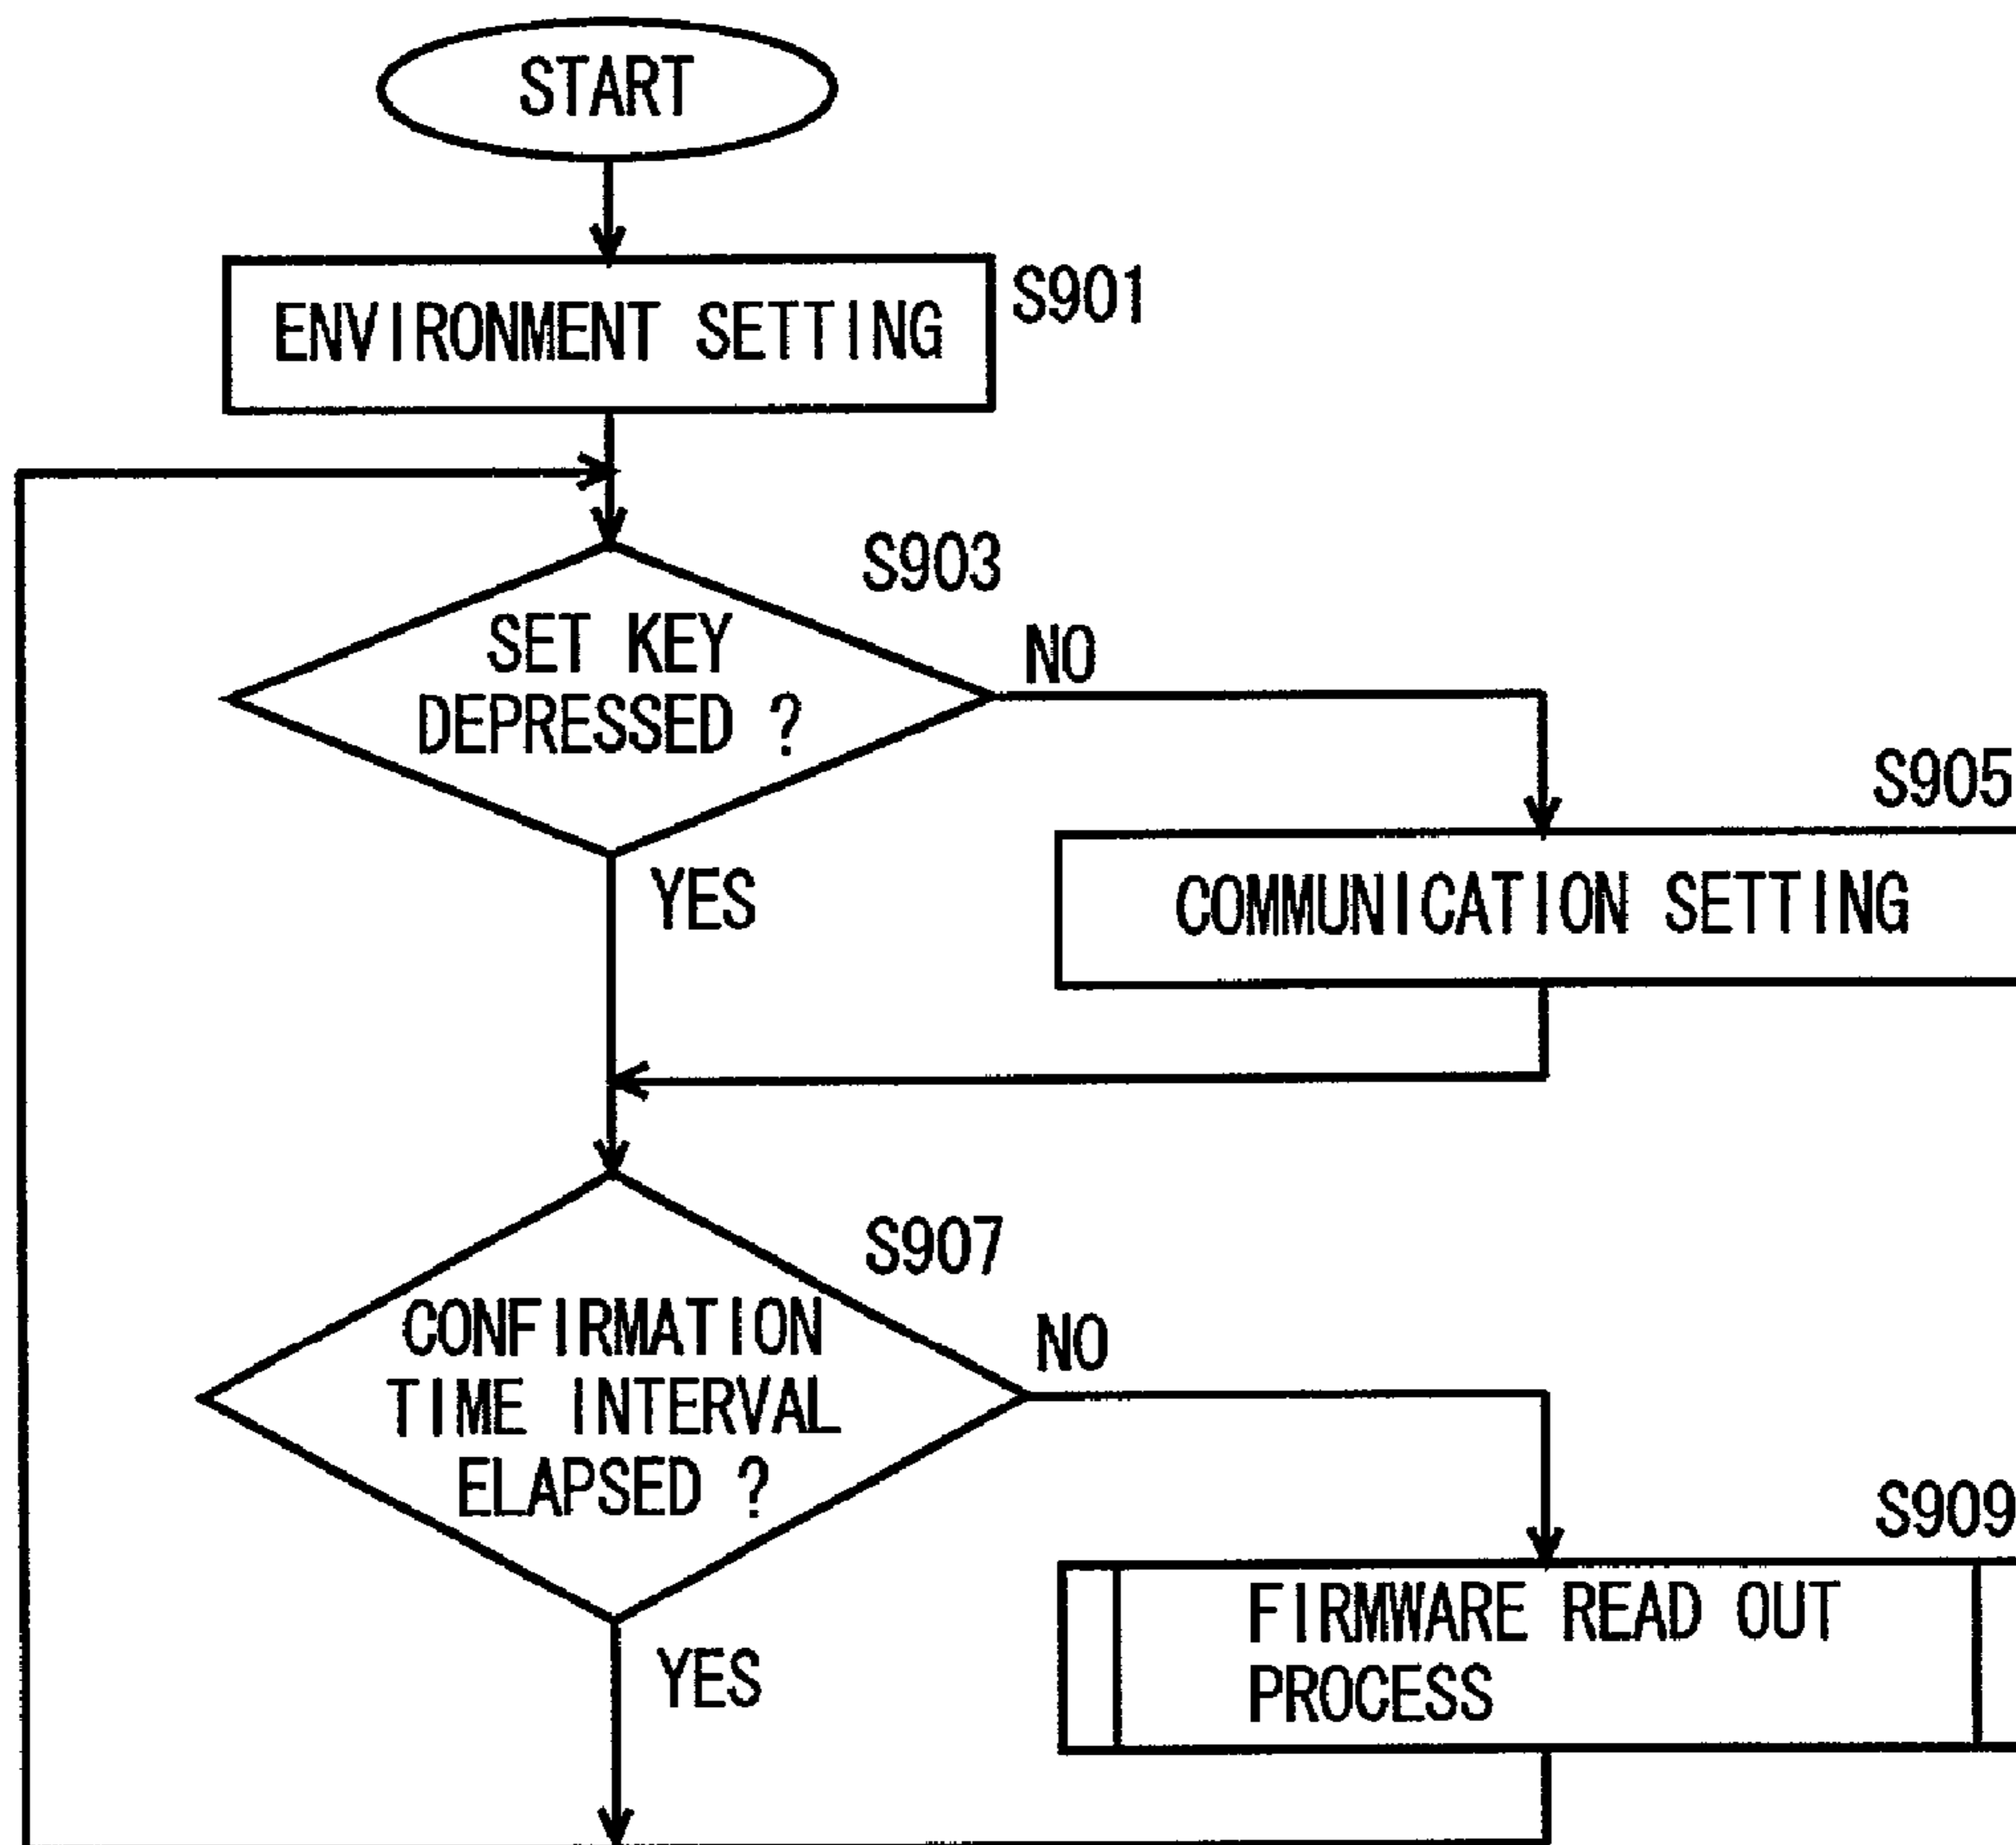 START
ENVIRONMENT SETTING
S901
S903
SET KEY
DEPRESSED ?
NO
YES
S905
COMMUNICATION SETTING
S907
CONFIRMATION
TIME INTERVAL
ELAPSED ?
NO
YES
S909
FIRMWARE READ OUT
PROCESS